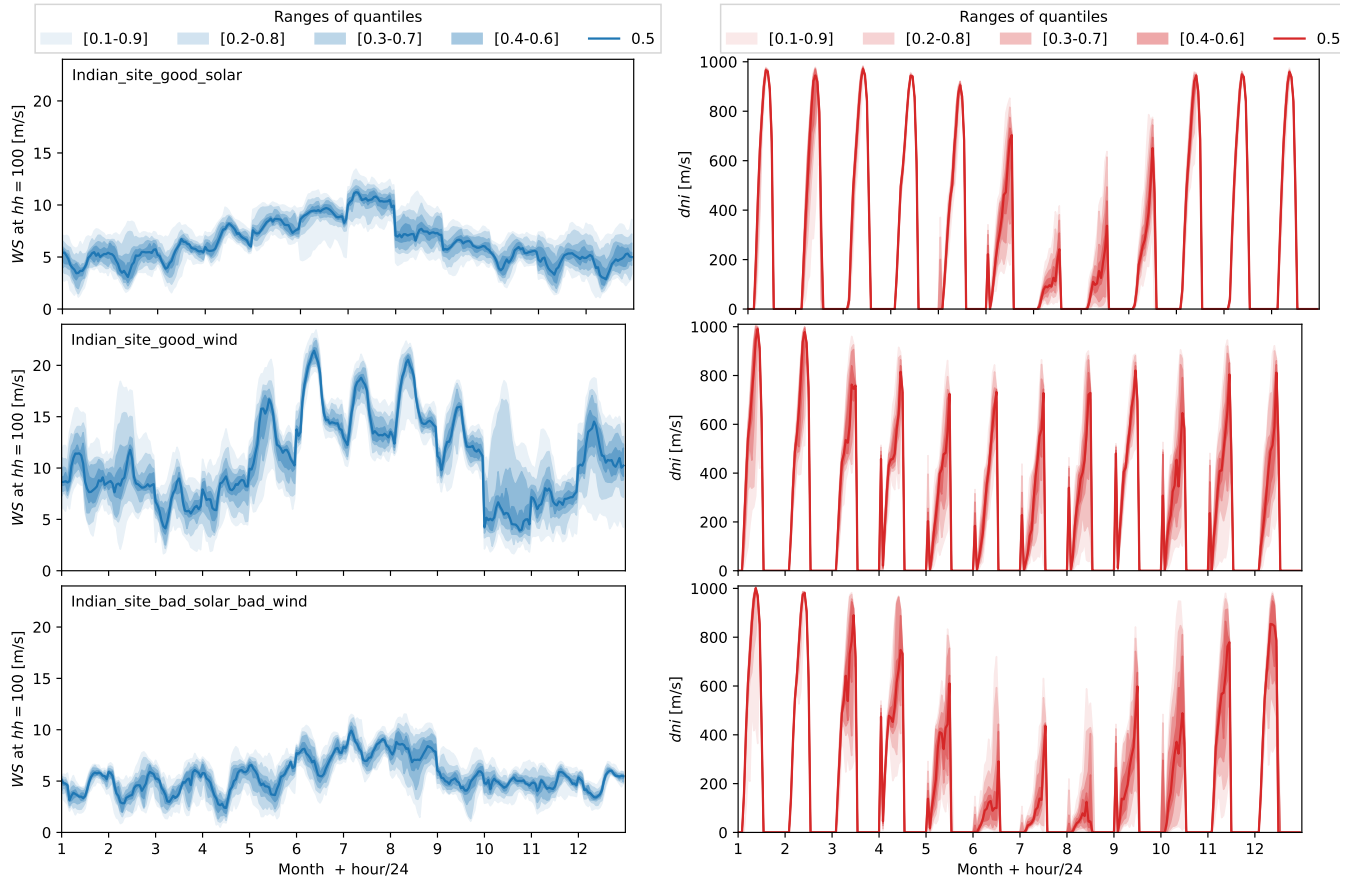 Ranges of quantiles
[0.1-0.9] [0.2-0.8] [0.3-0.7] [0.4-0.6] 0.5
Ranges of quantiles
[0.1-0.9] [0.2-0.8] [0.3-0.7] [0.4-0.6] 0.5
Indian_site_good_solar
WS at hh = 100 [m/s]
20
15
10
5
0
dni [m/s]
1000
800
600
400
200
0
Indian_site_good_wind
WS at hh = 100 [m/s]
20
15
10
5
0
dni [m/s]
1000
800
600
400
200
0
Indian_site_bad_solar_bad_wind
WS at hh = 100 [m/s]
20
15
10
5
0
1 2 3 4 5 6 7 8 9 10 11 12
Month + hour/24
dni [m/s]
1000
800
600
400
200
0
1 2 3 4 5 6 7 8 9 10 11 12
Month + hour/24